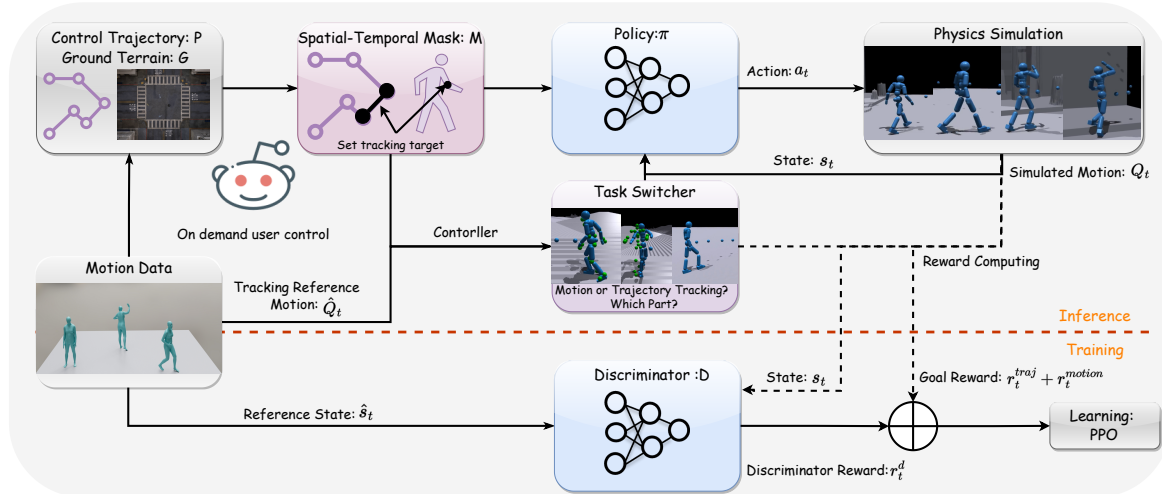 Control Trajectory: P
Ground Terrain: G
Spatial-Temporal Mask: M
Set tracking target
Policy:π
Action: a_t
Physics Simulation
State: s_t
Simulated Motion: Q_t
Task Switcher
On demand user control
Contorller
Motion or Trajectory Tracking?
Which Part?
Reward Computing
Motion Data
Tracking Reference
Motion: Q̂_t
Inference
Training
Discriminator :D
State: s_t
Goal Reward: r_t^{traj} + r_t^{motion}
Reference State: ŝ_t
Learning:
PPO
Discriminator Reward: r_t^d